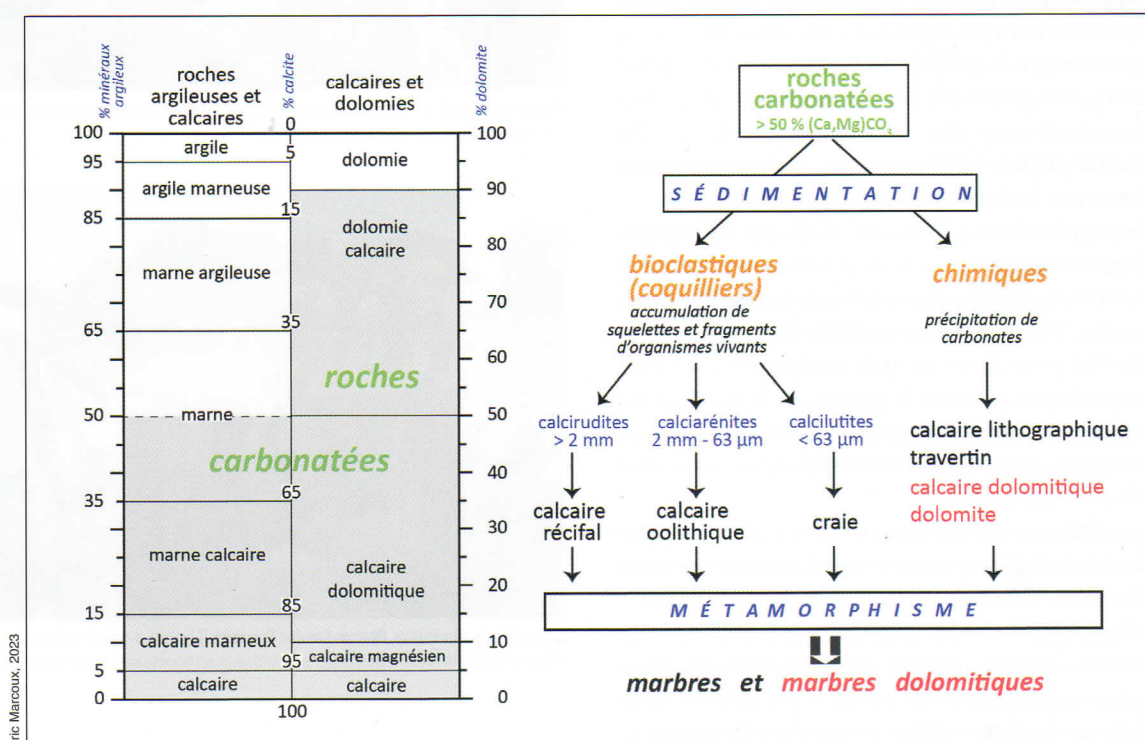 % minéraux
argileux
roches
argileuses et
calcaires
% calcite
calcaires et
dolomies
% dolomite
100
95
85
65
50
35
15
5
0
0
5
15
35
65
85
95
100
100
90
80
70
60
50
40
30
20
10
0
argile
argile marneuse
marne argileuse
marne
marne calcaire
calcaire marneux
calcaire
dolomie
dolomie
calcaire
roches
carbonatées
calcaire
dolomitique
calcaire magnésien
calcaire
roches
carbonatées
> 50 % (Ca,Mg)CO3
SÉDIMENTATION
bioclastiques
(coquilliers)
accumulation de
squelettes et fragments
d'organismes vivants
chimiques
précipitation de
carbonates
calcirudites
> 2 mm
calciarénites
2 mm - 63 µm
calcilutites
< 63 µm
calcaire lithographique
travertin
calcaire dolomitique
dolomite
calcaire
récifal
calcaire
oolithique
craie
MÉTAMORPHISME
marbres et marbres dolomitiques
ric Marcoux, 2023